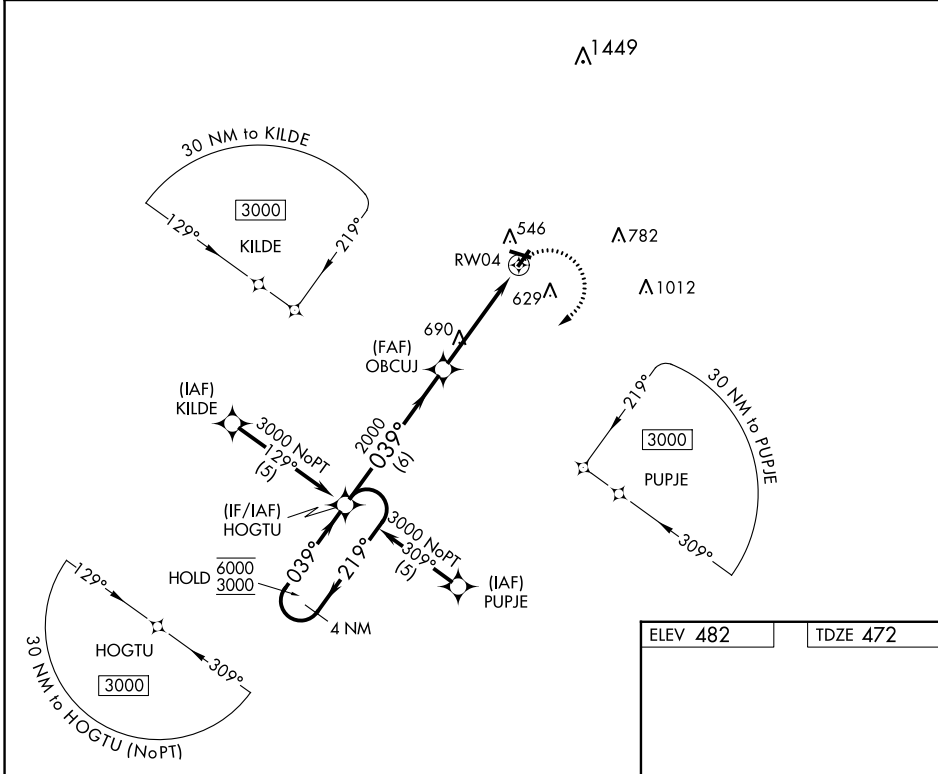 1449
30 NM to KILDE
3000
KILDE
129°
219°
546
782
RW04
629
1012
690
(FAF)
OBCUJ
(IAF)
KILDE
3000 NoPT
129°
(5)
2000
039°
(6)
219°
30 NM to PUPJE
3000
PUPJE
309°
(IF/IAF)
HOGTU
3000 NoPT
309°
(5)
(IAF)
PUPJE
039°
219°
HOLD
6000
3000
4 NM
129°
HOGTU
309°
3000
30 NM to HOGTU (NoPT)
ELEV 482
TDZE 472